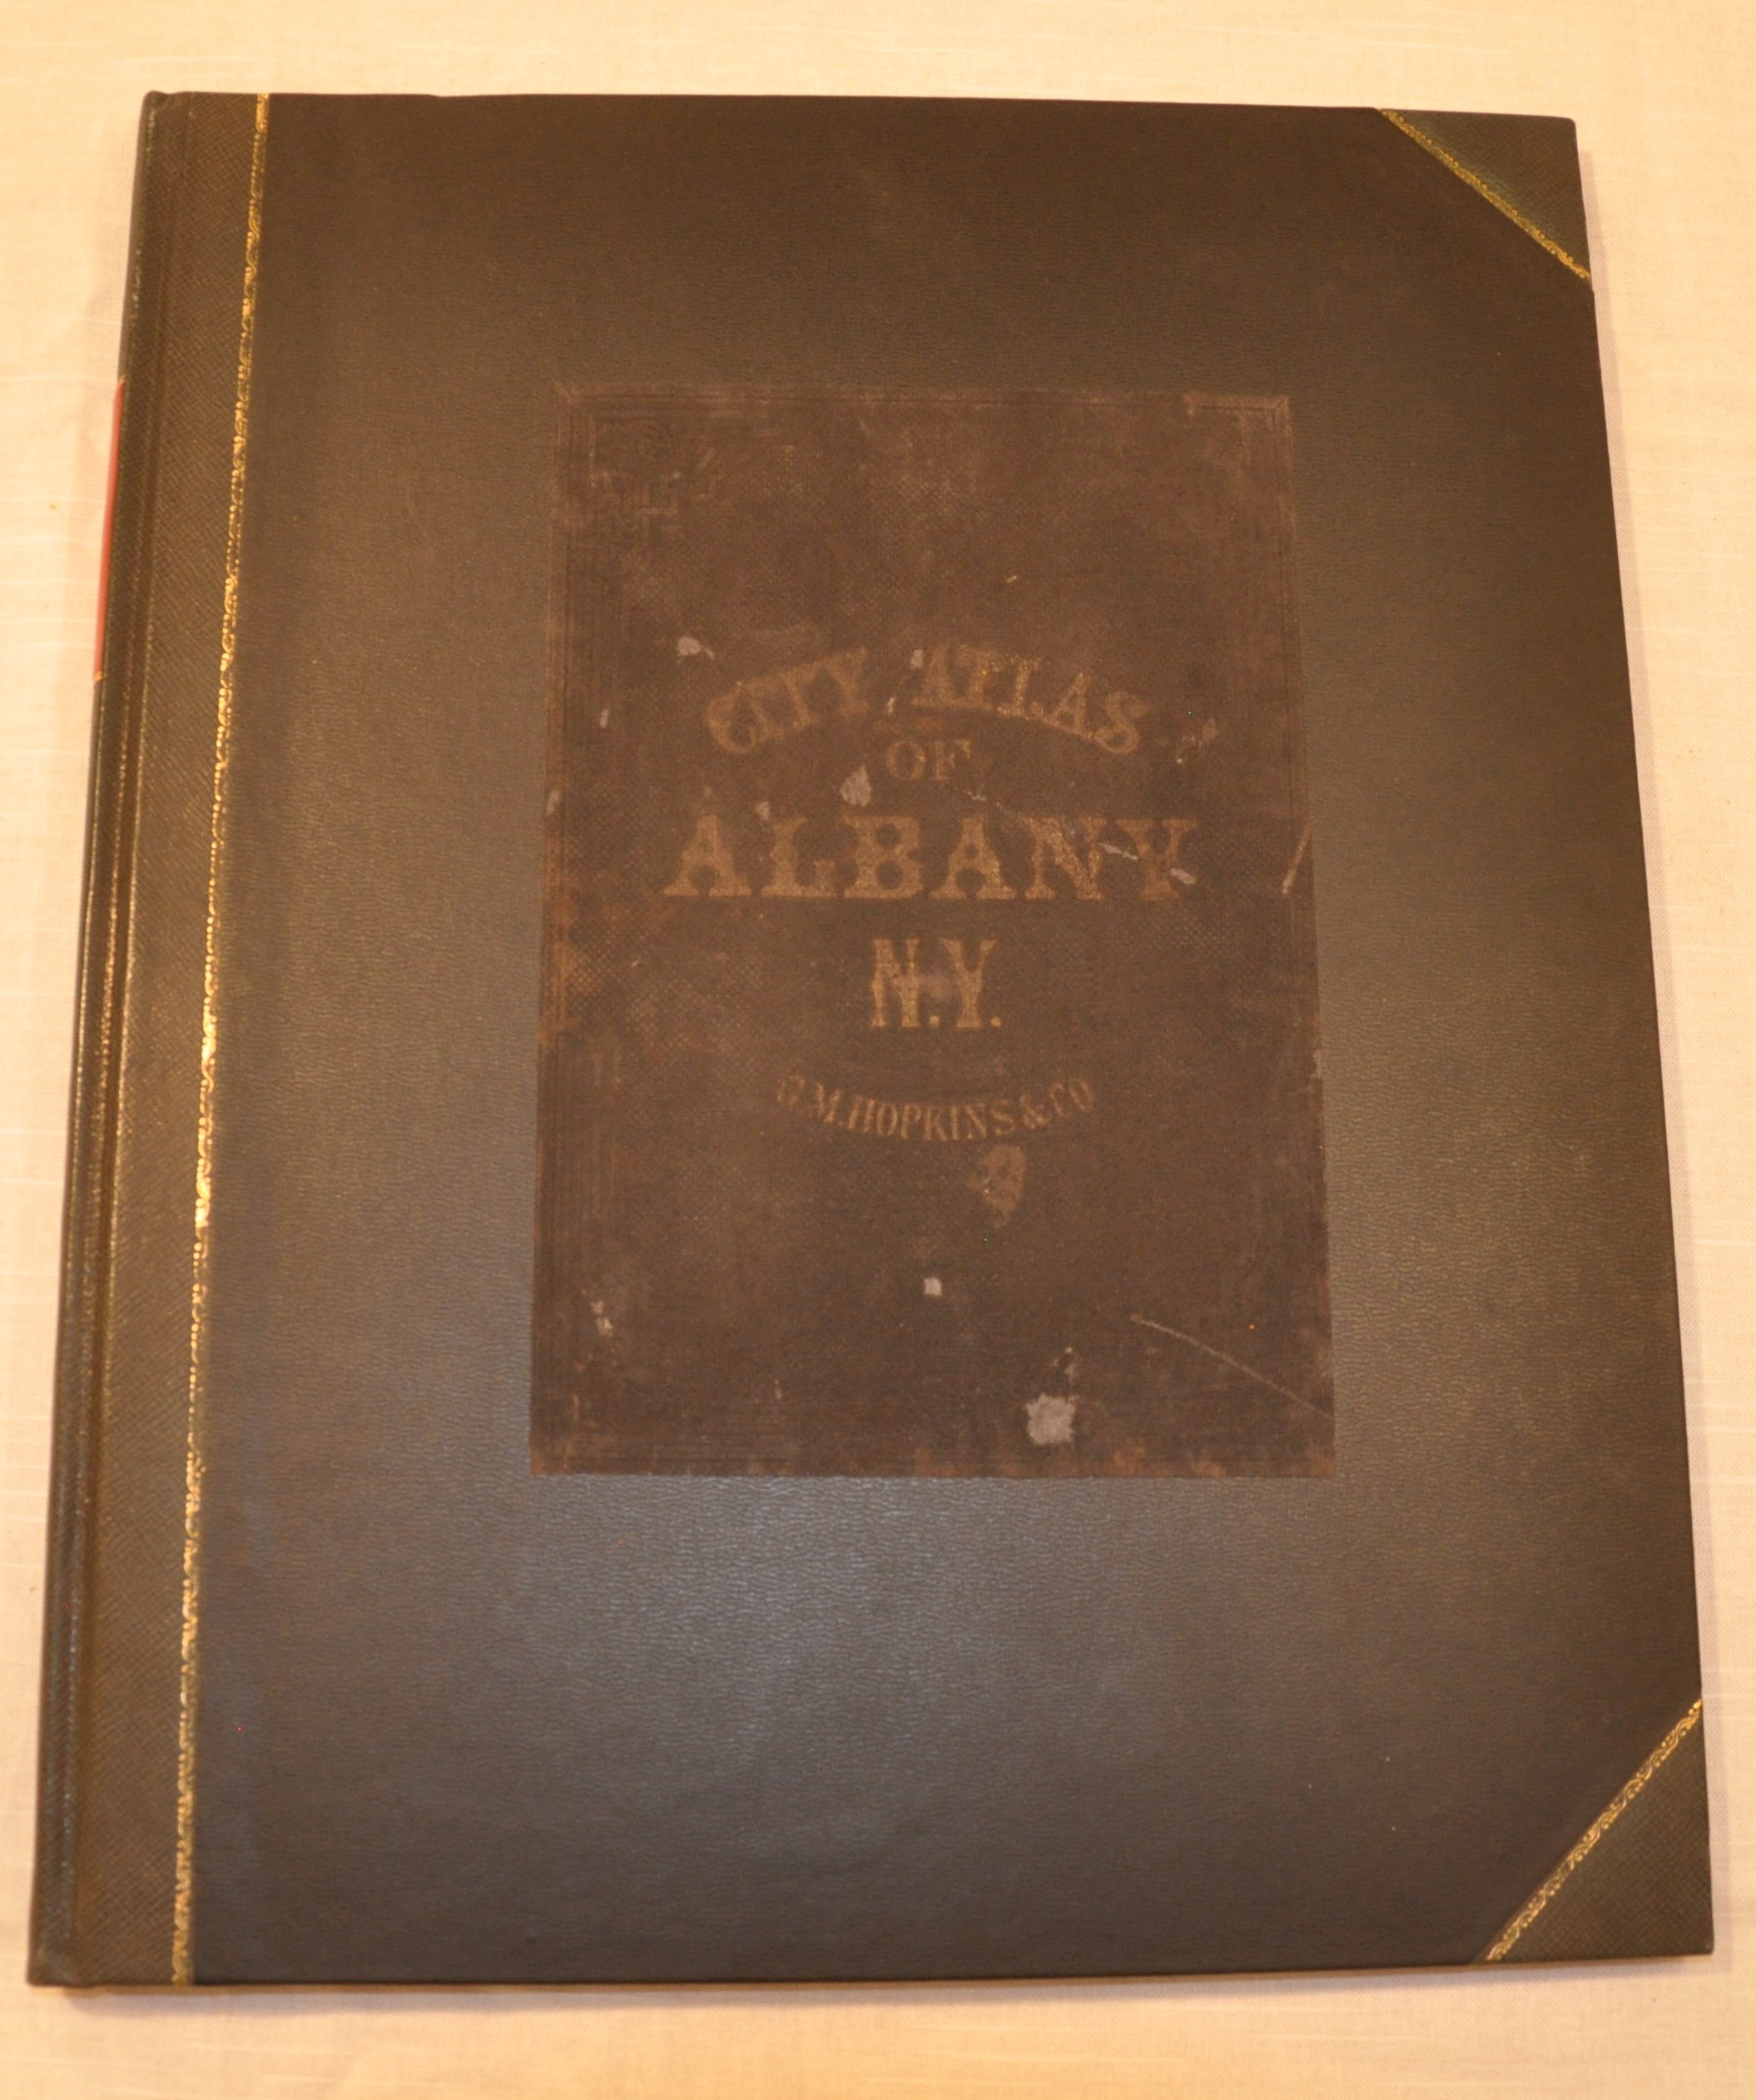 CITY ATLAS
OF
ALBANY
N.Y.
G.M. HOPKINS & CO